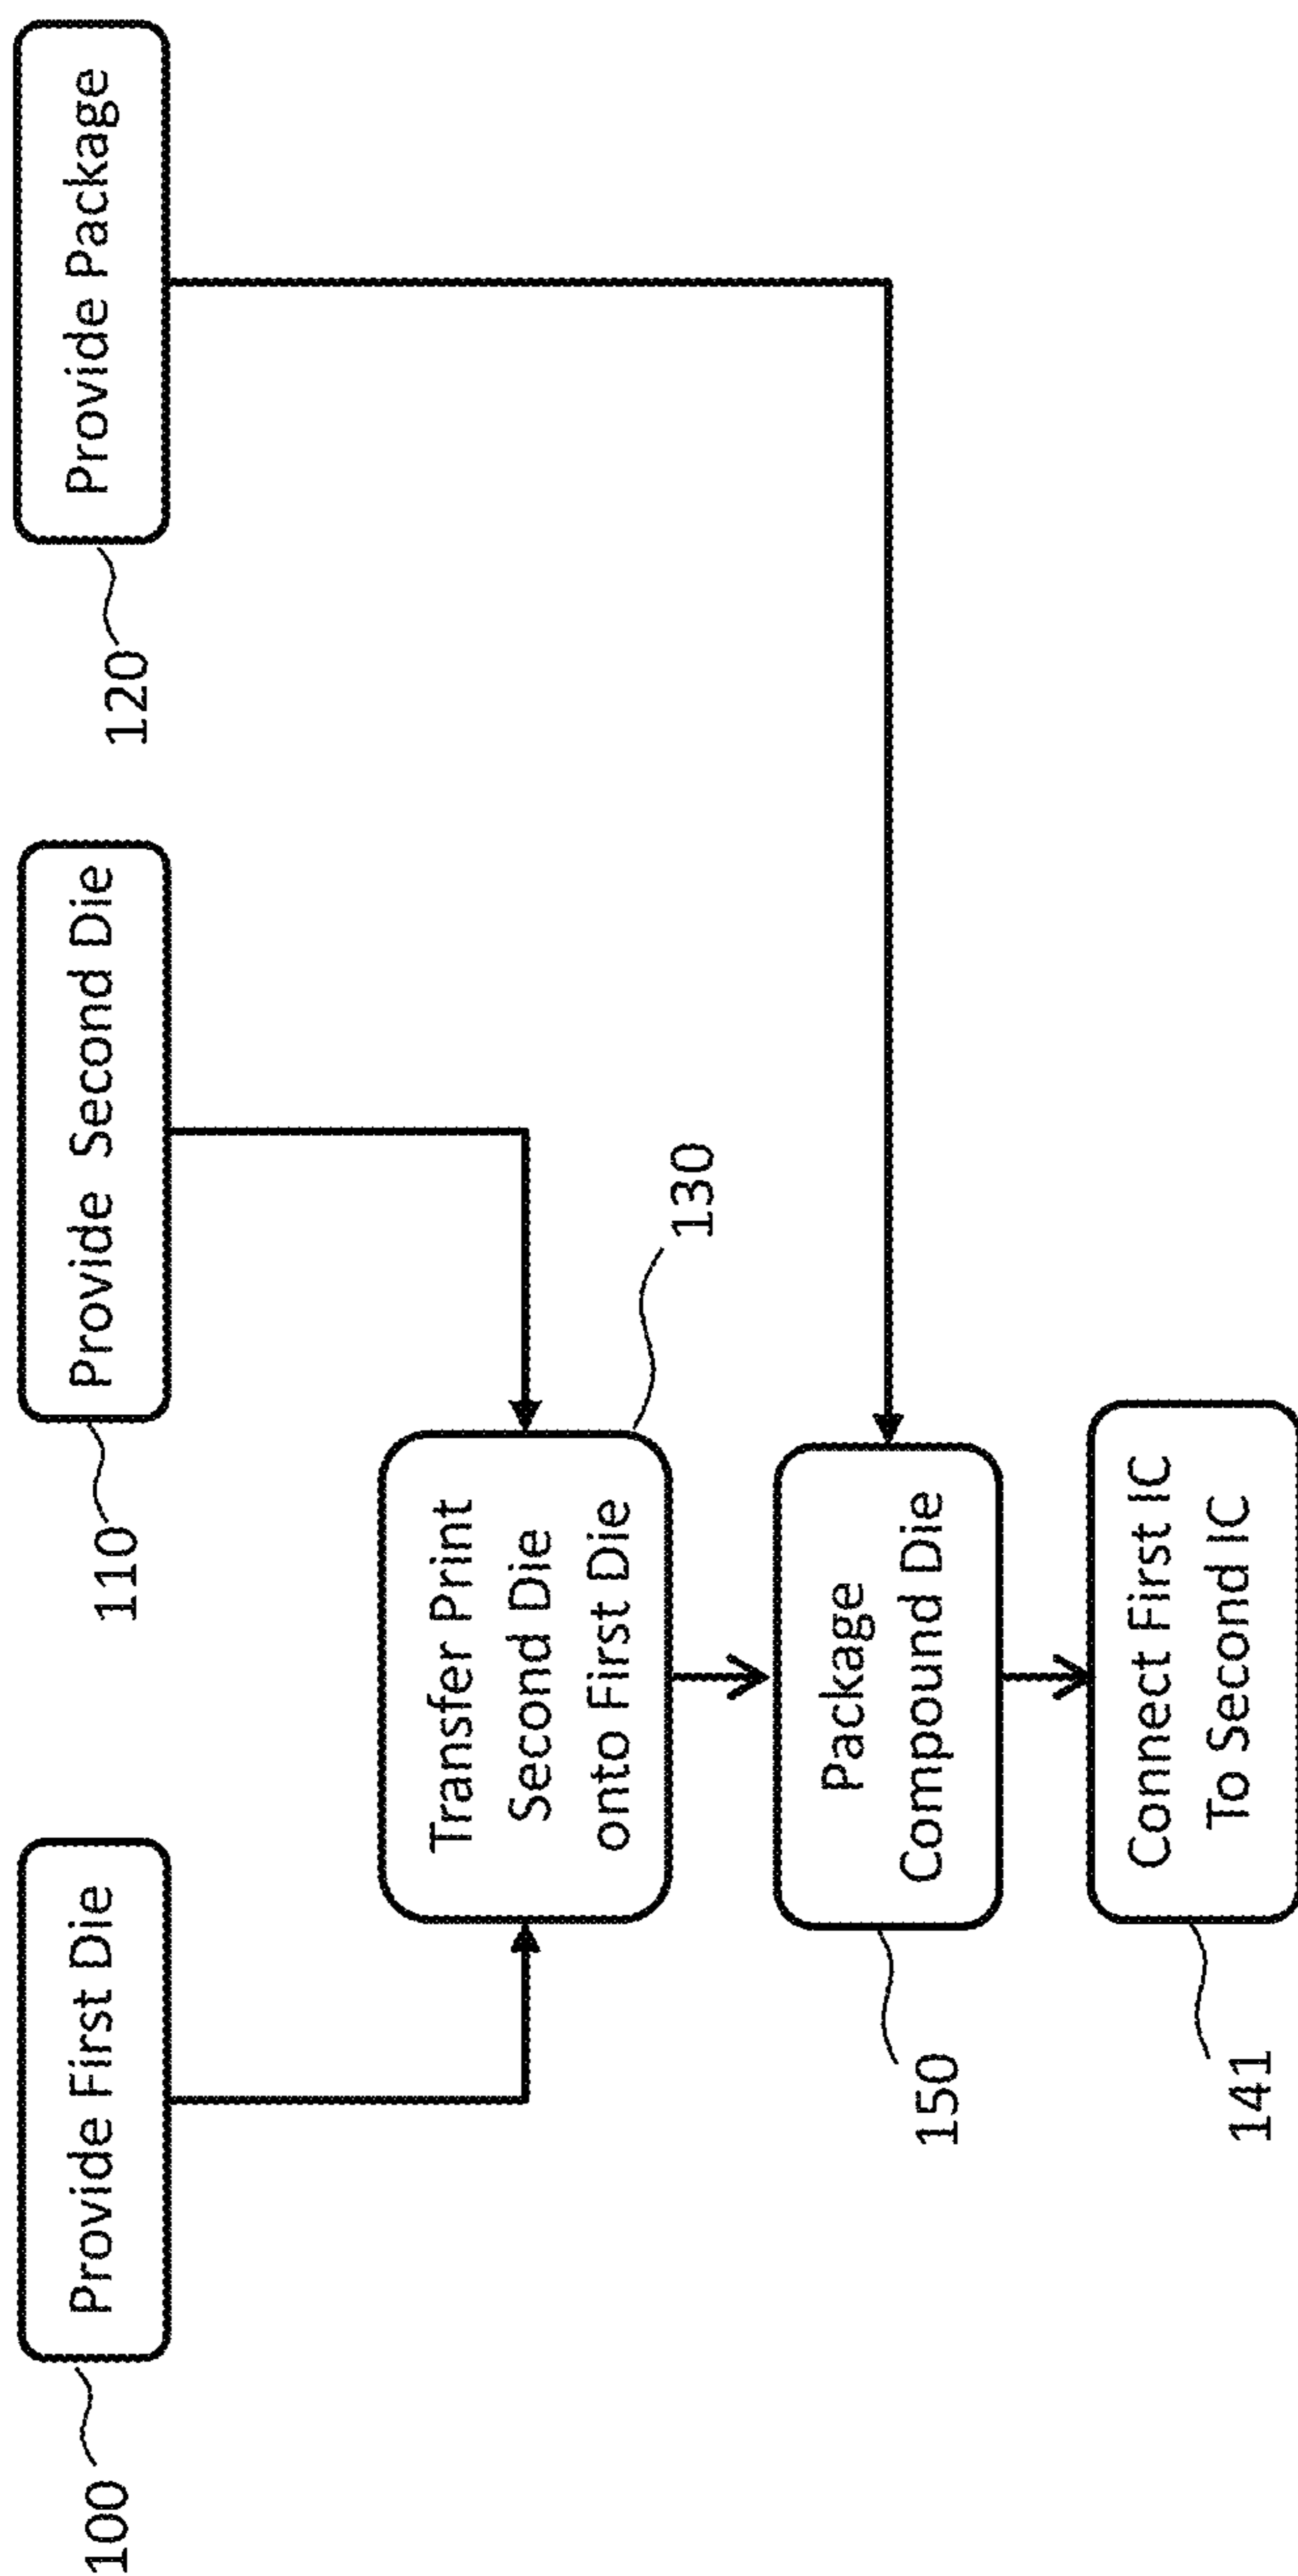 100
Provide First Die
110
Provide Second Die
120
Provide Package
Transfer Print
Second Die
onto First Die
130
150
Package
Compound Die
141
Connect First IC
To Second IC